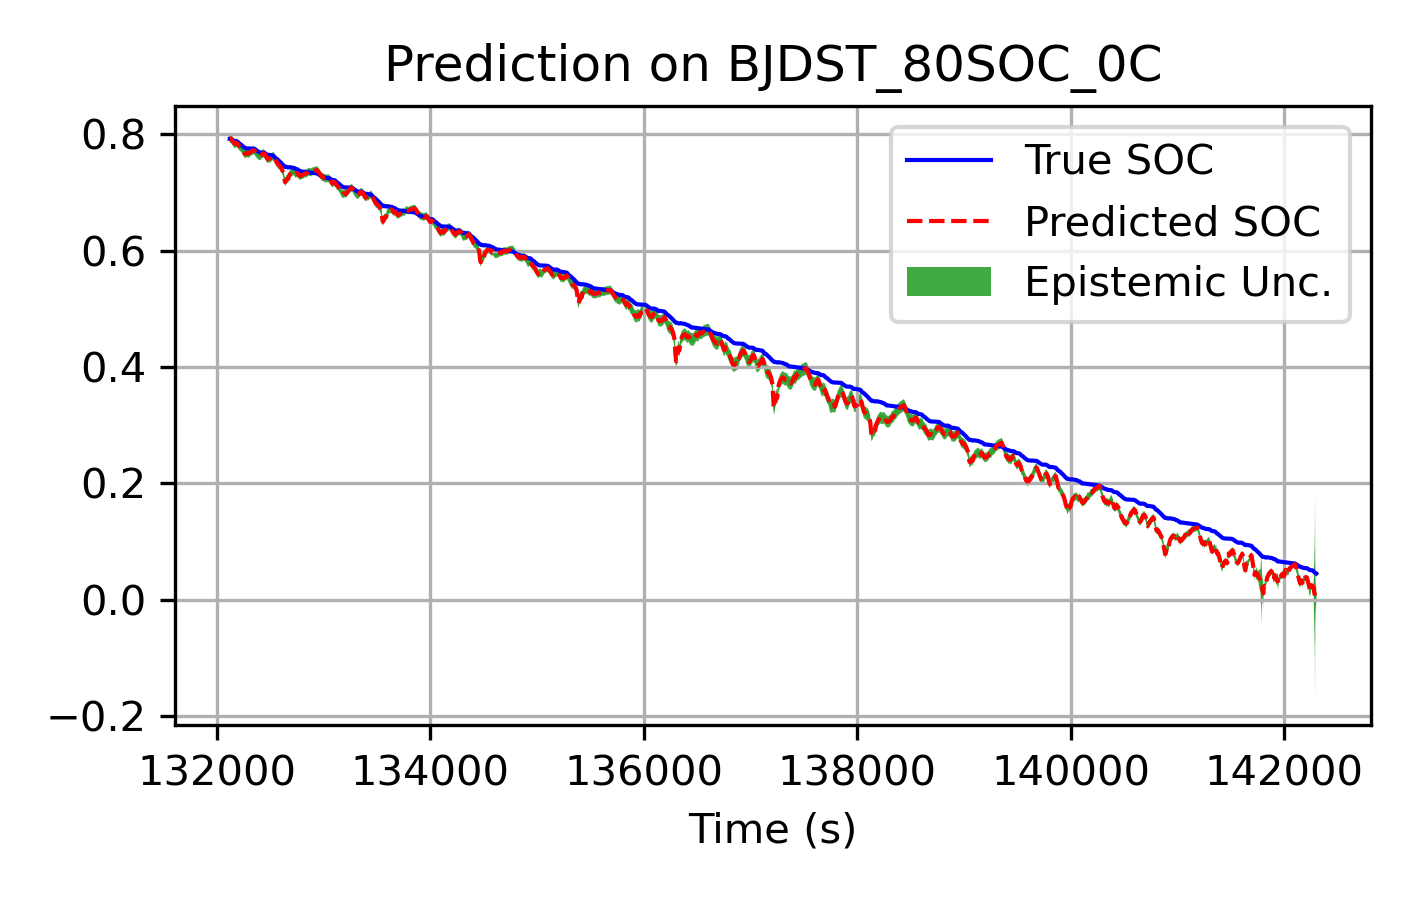 Prediction on BJDST_80SOC_0C
True SOC
Predicted SOC
Epistemic Unc.
0.8
0.6
0.4
0.2
0.0
−0.2
132000 134000 136000 138000 140000 142000
Time (s)